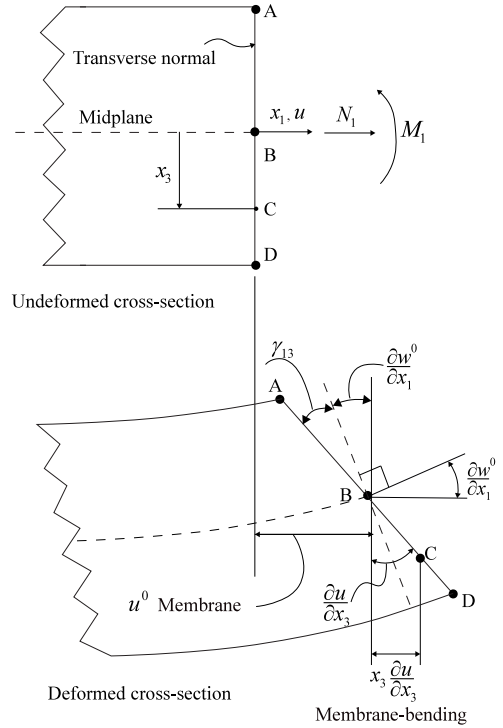 A
Transverse normal
Midplane
x₁, u
N₁
M₁
B
x₃
C
D
Undeformed cross-section
γ₁₃
∂w⁰/∂x₁
A
B
∂w⁰/∂x₁
C
D
∂u/∂x₃
u⁰ Membrane
x₃ ∂u/∂x₃
Deformed cross-section
Membrane-bending